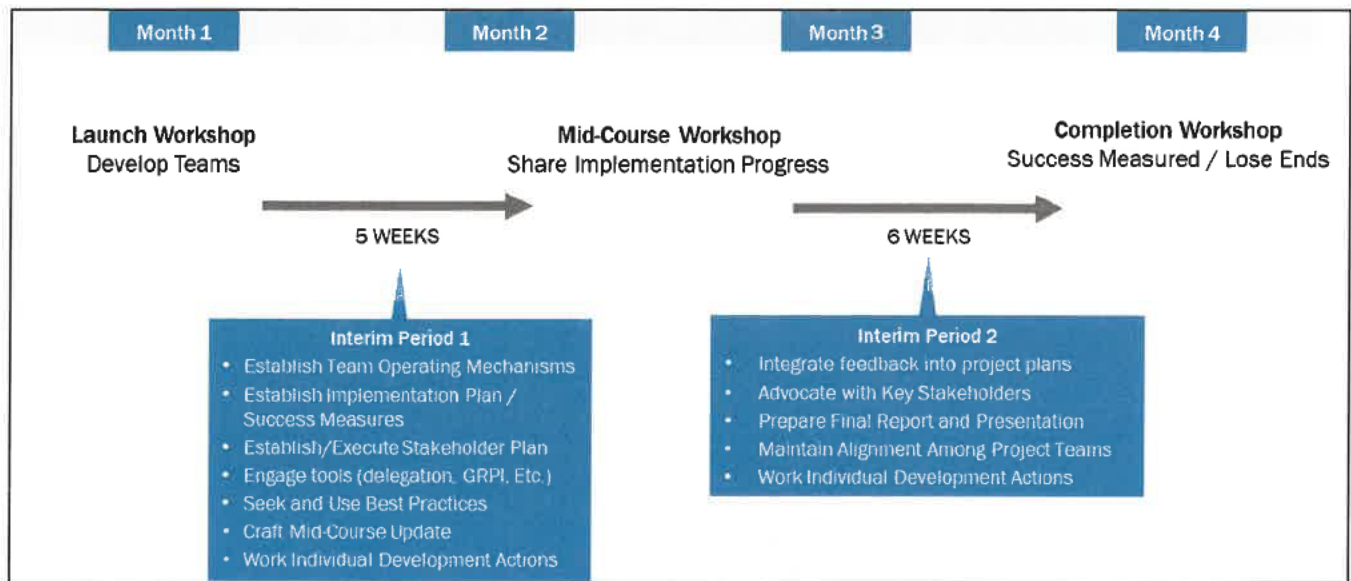 Month 1
Month 2
Month 3
Month 4
Launch Workshop
Develop Teams
Mid-Course Workshop
Share Implementation Progress
Completion Workshop
Success Measured / Lose Ends
5 WEEKS
6 WEEKS
Interim Period 1
• Establish Team Operating Mechanisms
• Establish Implementation Plan /
Success Measures
• Establish/Execute Stakeholder Plan
• Engage tools (delegation, GRPI, Etc.)
• Seek and Use Best Practices
• Craft Mid-Course Update
• Work Individual Development Actions
Interim Period 2
• Integrate feedback into project plans
• Advocate with Key Stakeholders
• Prepare Final Report and Presentation
• Maintain Alignment Among Project Teams
• Work Individual Development Actions